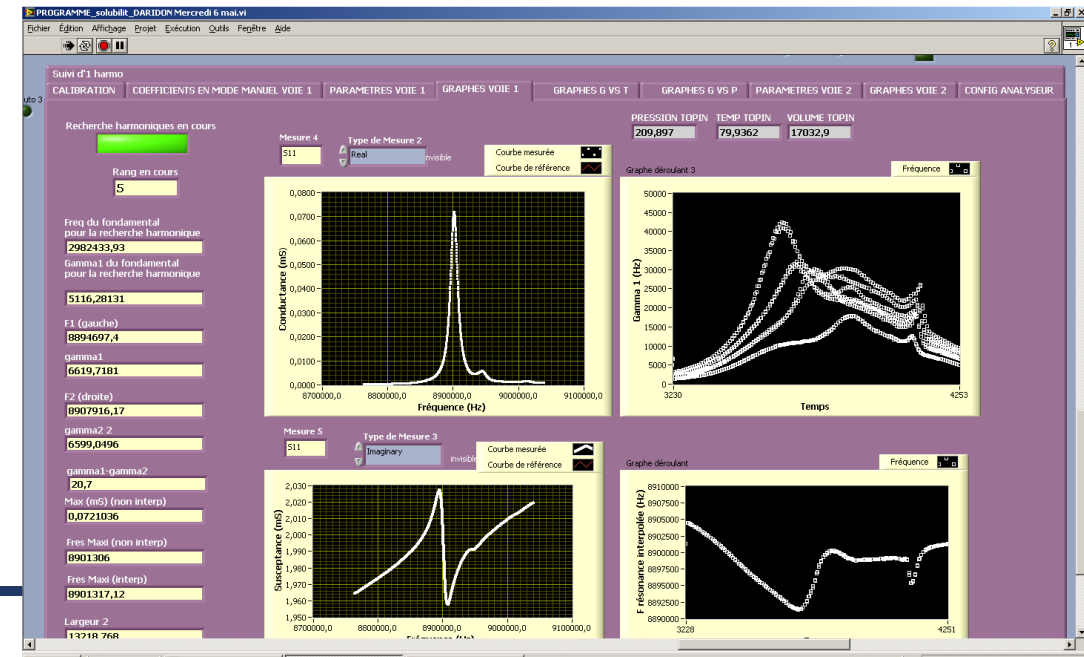 PROGRAMME_solubilit_DARIDON Mercredi 6 mai.vi
Fichier Édition Affichage Projet Exécution Outils Fenêtre Aide
Suivi d'1 harmo
CALIBRATION COEFFICIENTS EN MODE MANUEL VOIE 1 PARAMETRES VOIE 1 GRAPHES VOIE 1 GRAPHES G VS T GRAPHES G VS P PARAMETRES VOIE 2 GRAPHES VOIE 2 CONFIG ANALYSEUR
uto 3
Recherche harmoniques en cours
Rang en cours
5
Freq du fondamental
pour la recherche harmonique
2982433,93
Gamma1 du fondamental
pour la recherche harmonique
5116,28131
F1 (gauche)
8894697,4
gamma1
6619,7181
F2 (droite)
8907916,17
gamma2 2
6599,0496
gamma1-gamma2
20,7
Max (mS) (non interp)
0,0721036
Fres Maxi (non interp)
8901306
Fres Maxi (interp)
8901317,12
Largeur 2
13218,768
Mesure 4
S11
Type de Mesure 2
Real
invisible
Courbe mesurée
Courbe de référence
Conductance (mS)
0,0800
0,0700
0,0600
0,0500
0,0400
0,0300
0,0200
0,0100
0,0000
8700000,0 8800000,0 8900000,0 9000000,0 9100000,0
Fréquence (Hz)
PRESSION TOPIN TEMP TOPIN VOLUME TOPIN
209,897 79,9362 17032,9
Graphe déroulant 3
Fréquence
Gamma 1 (Hz)
50000
45000
40000
35000
30000
25000
20000
15000
10000
5000
0
3230 4253
Temps
Mesure 5
S11
Type de Mesure 3
Imaginary
invisible
Courbe mesurée
Courbe de référence
Susceptance (mS)
2,030
2,020
2,010
2,000
1,990
1,980
1,970
1,960
1,950
8700000,0 8800000,0 8900000,0 9000000,0 9100000,0
Fréquence (Hz)
Graphe déroulant
Fréquence
F résonance interpolée (Hz)
8910000
8907500
8905000
8902500
8900000
8897500
8895000
8892500
8890000
3228 4251